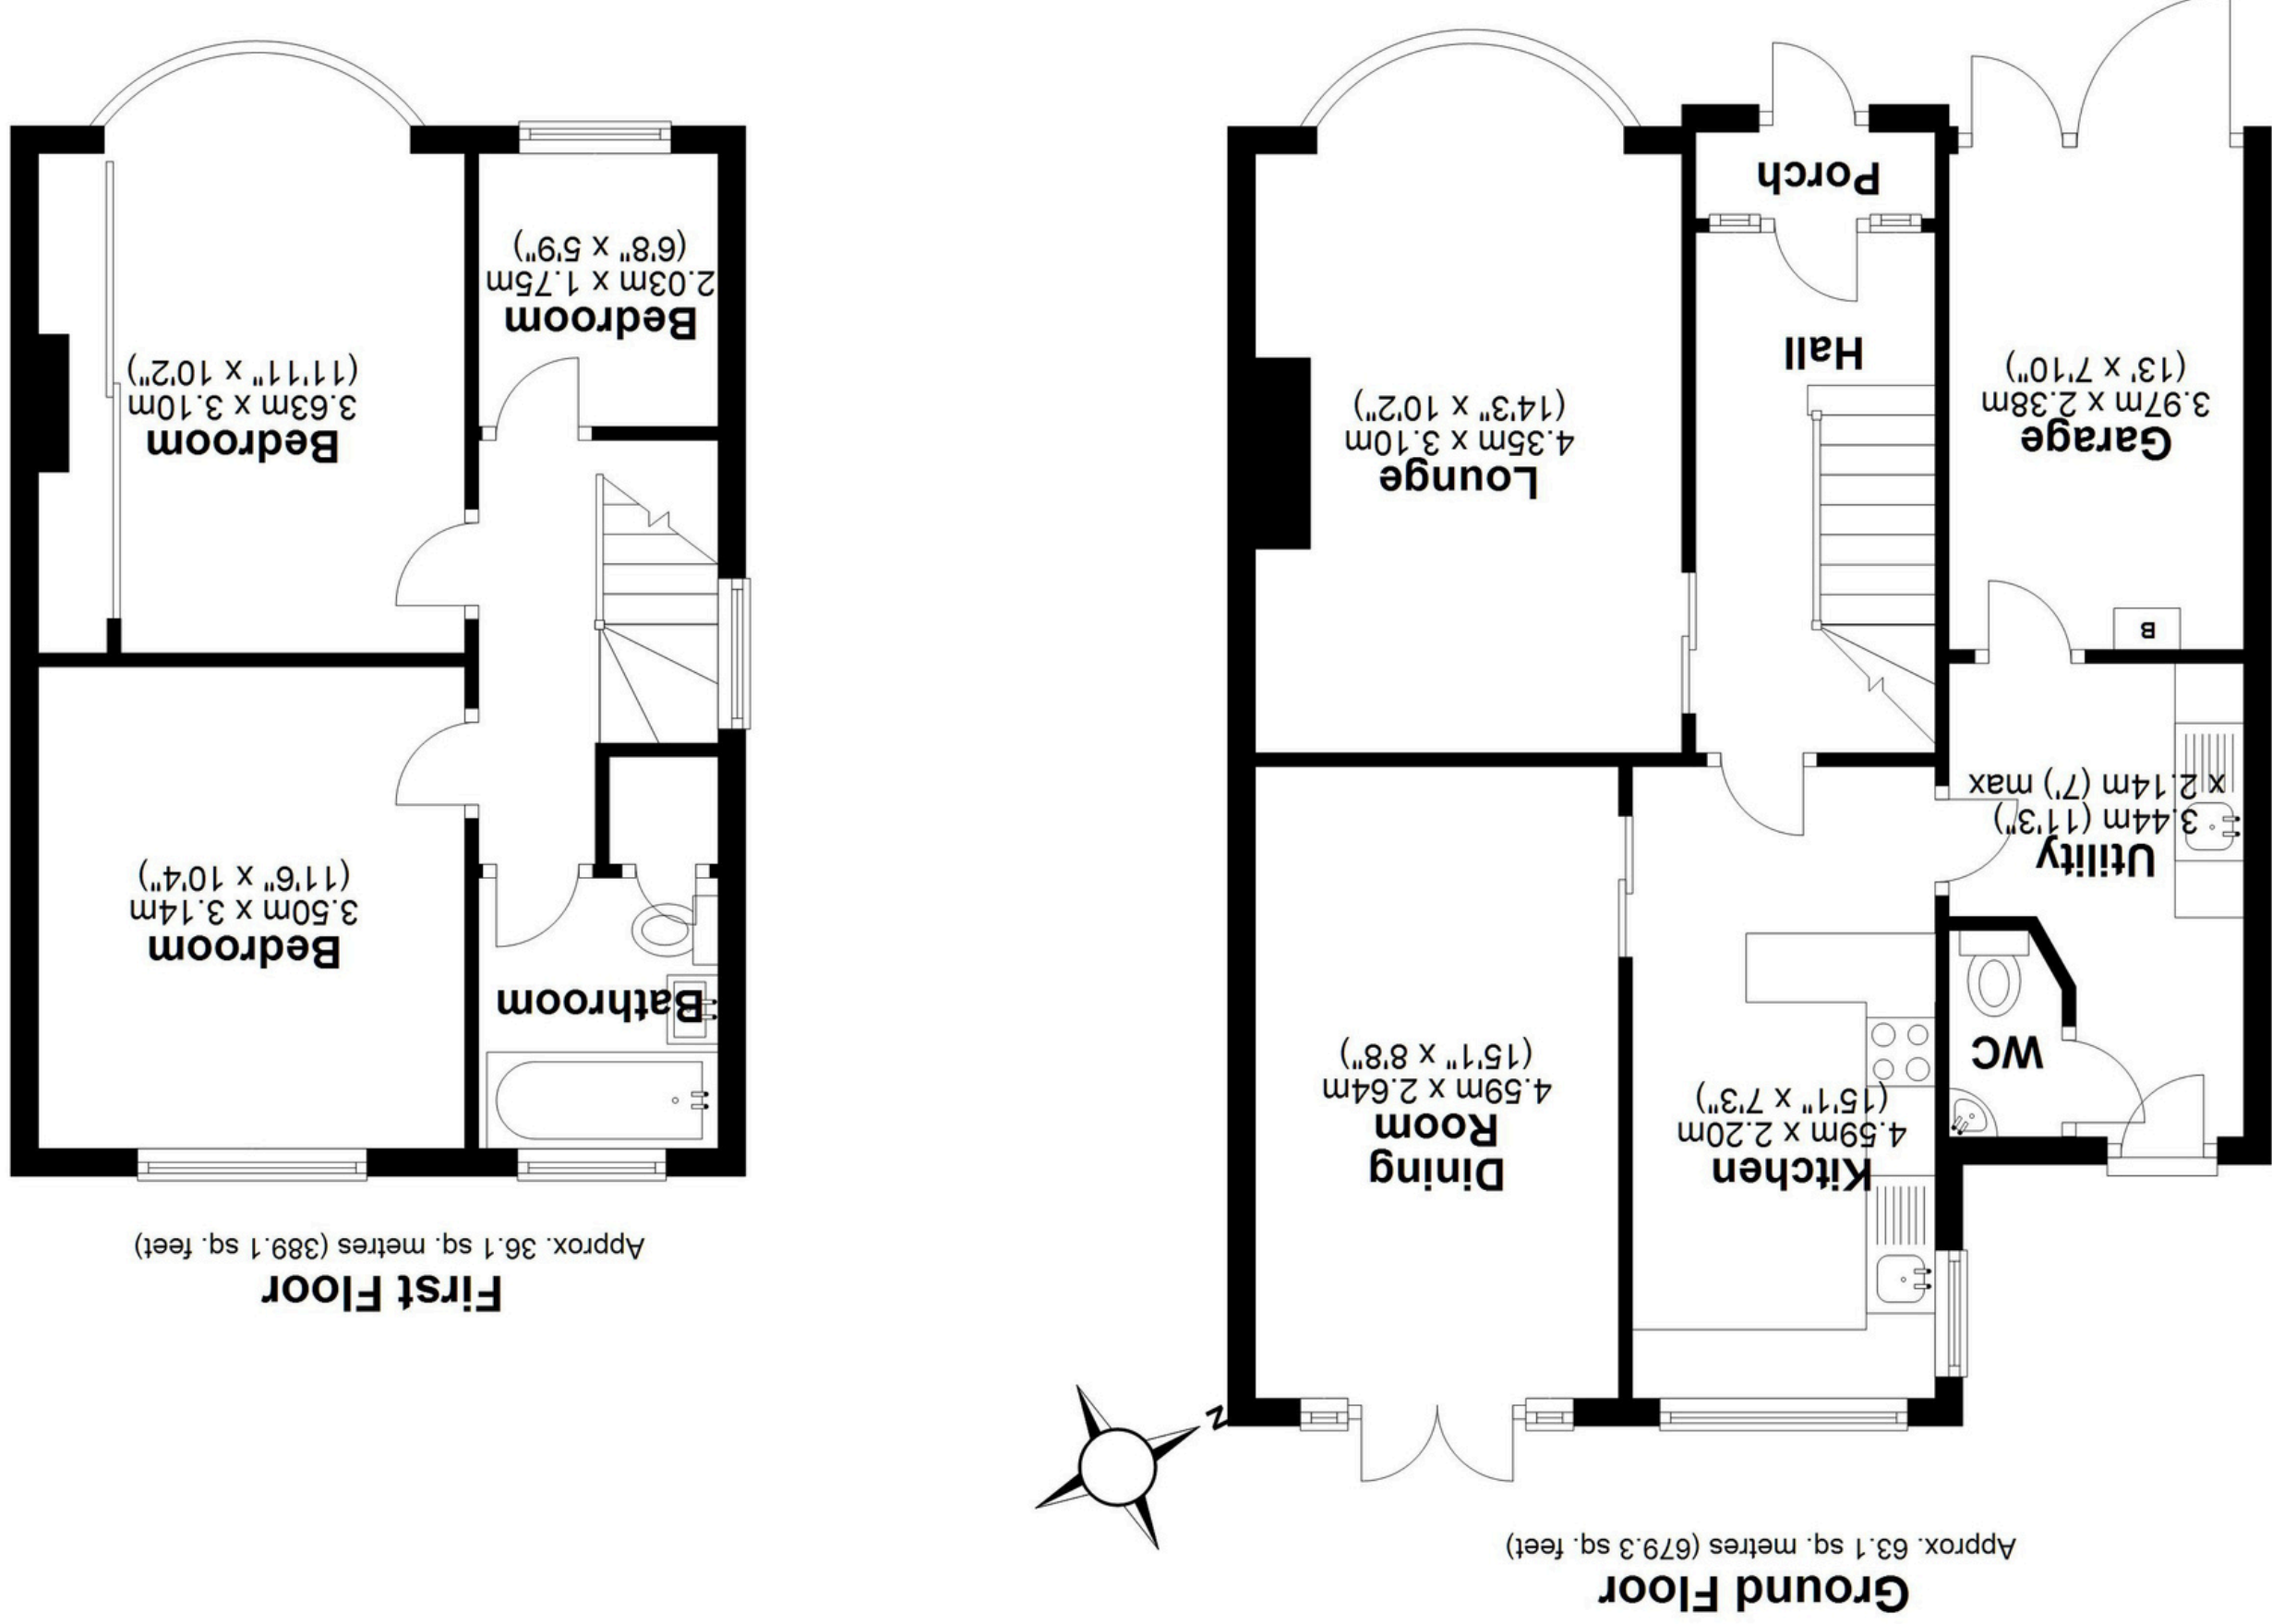 Ground Floor
Approx. 63.1 sq. metres (679.3 sq. feet)
N
Kitchen
4.59m x 2.20m
(15'1" x 7'3")
Dining
Room
4.59m x 2.64m
(15'1" x 8'8")
WC
Utility
3.44m (11'3")
x 2.14m (7') max
B
Garage
3.97m x 2.38m
(13' x 7'10")
Lounge
4.35m x 3.10m
(14'3" x 10'2")
Hall
Porch
First Floor
Approx. 36.1 sq. metres (389.1 sq. feet)
Bathroom
Bedroom
3.50m x 3.14m
(11'6" x 10'4")
Bedroom
3.63m x 3.10m
(11'11" x 10'2")
Bedroom
2.03m x 1.75m
(6'8" x 5'9")